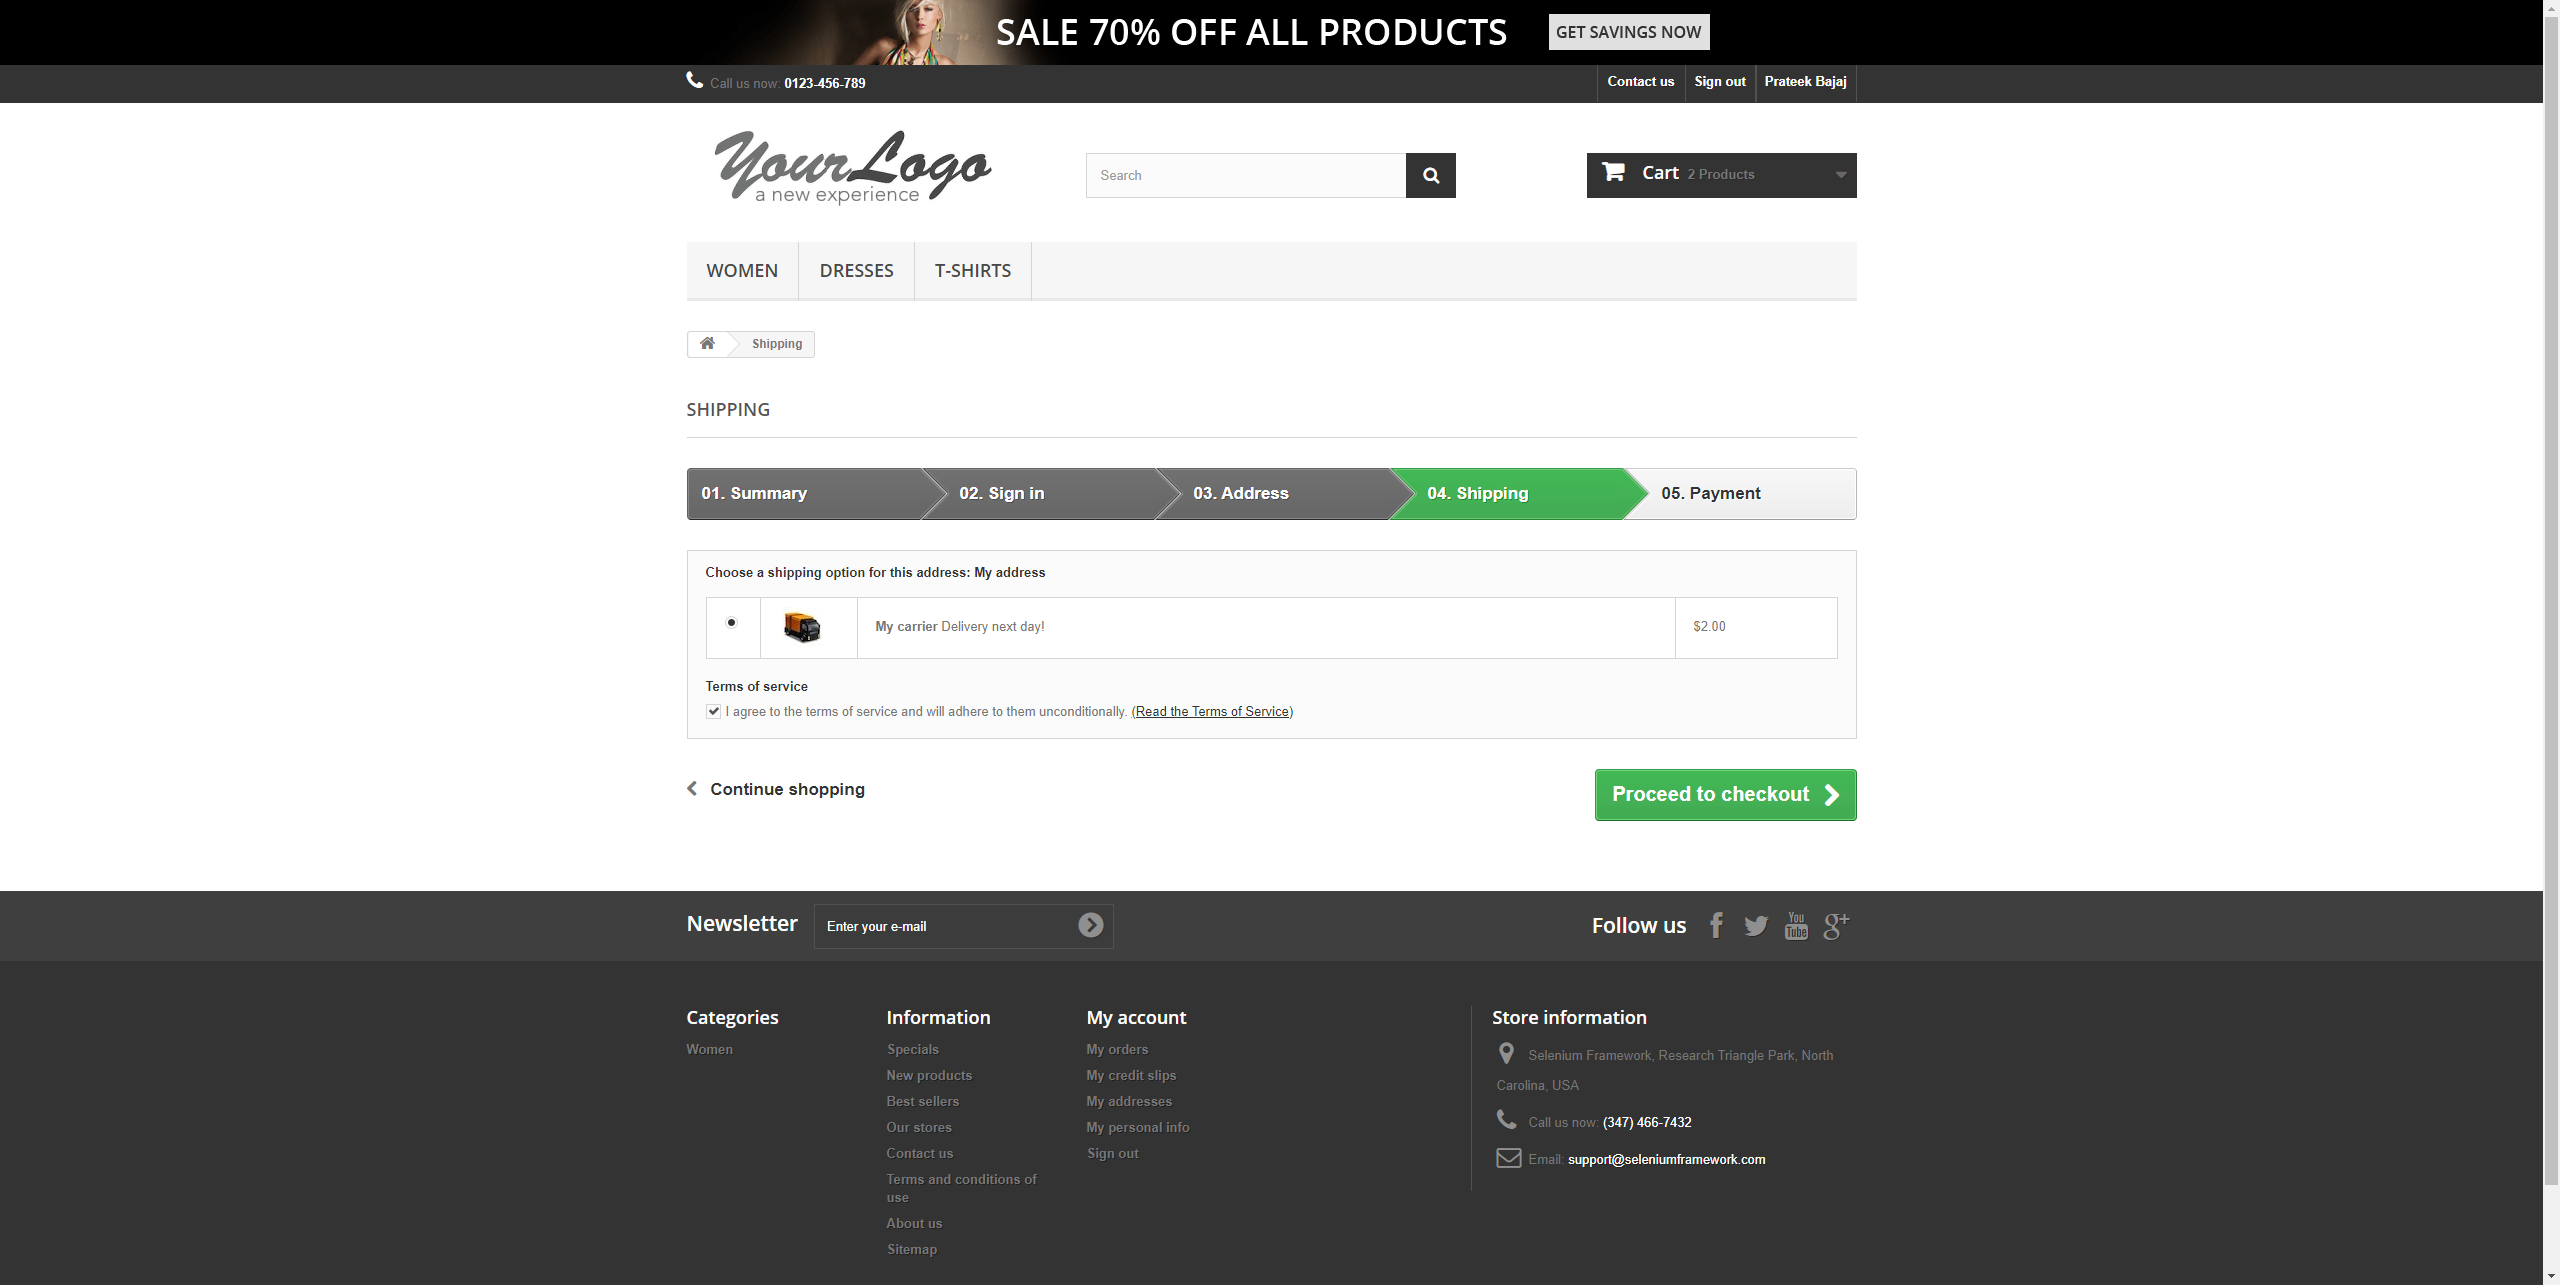 SALE 70% OFF ALL PRODUCTS GET SAVINGS NOW
Call us now: 0123-456-789 Contact us Sign out Prateek Bajaj
YourLogo
a new experience
Search
Cart 2 Products
WOMEN DRESSES T-SHIRTS
Shipping
SHIPPING
01. Summary 02. Sign in 03. Address 04. Shipping 05. Payment
Choose a shipping option for this address: My address
My carrier Delivery next day! $2.00
Terms of service
I agree to the terms of service and will adhere to them unconditionally. (Read the Terms of Service)
Continue shopping Proceed to checkout
Newsletter Enter your e-mail Follow us f You Tube g+
Categories
Women
Information
Specials
New products
Best sellers
Our stores
Contact us
Terms and conditions of
use
About us
Sitemap
My account
My orders
My credit slips
My addresses
My personal info
Sign out
Store information
Selenium Framework, Research Triangle Park, North
Carolina, USA
Call us now: (347) 466-7432
Email: support@seleniumframework.com